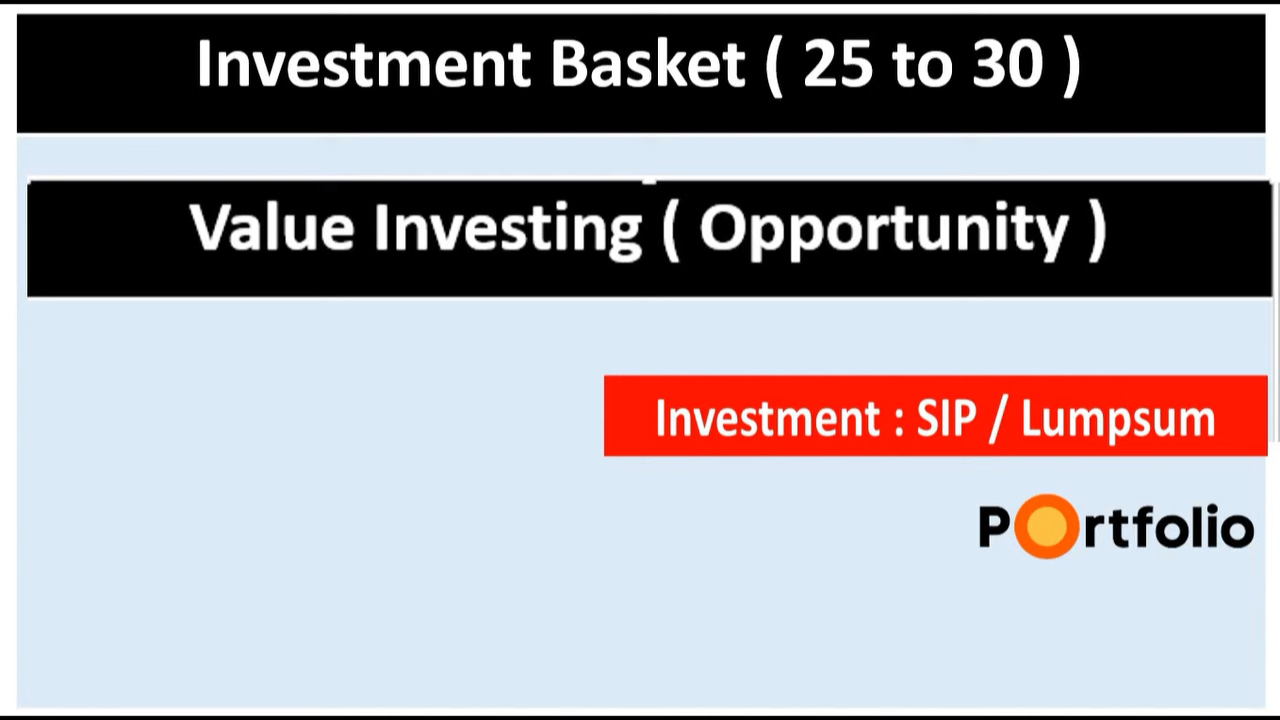 Investment Basket ( 25 to 30 )
Value Investing ( Opportunity )
Investment : SIP / Lumpsum
Portfolio